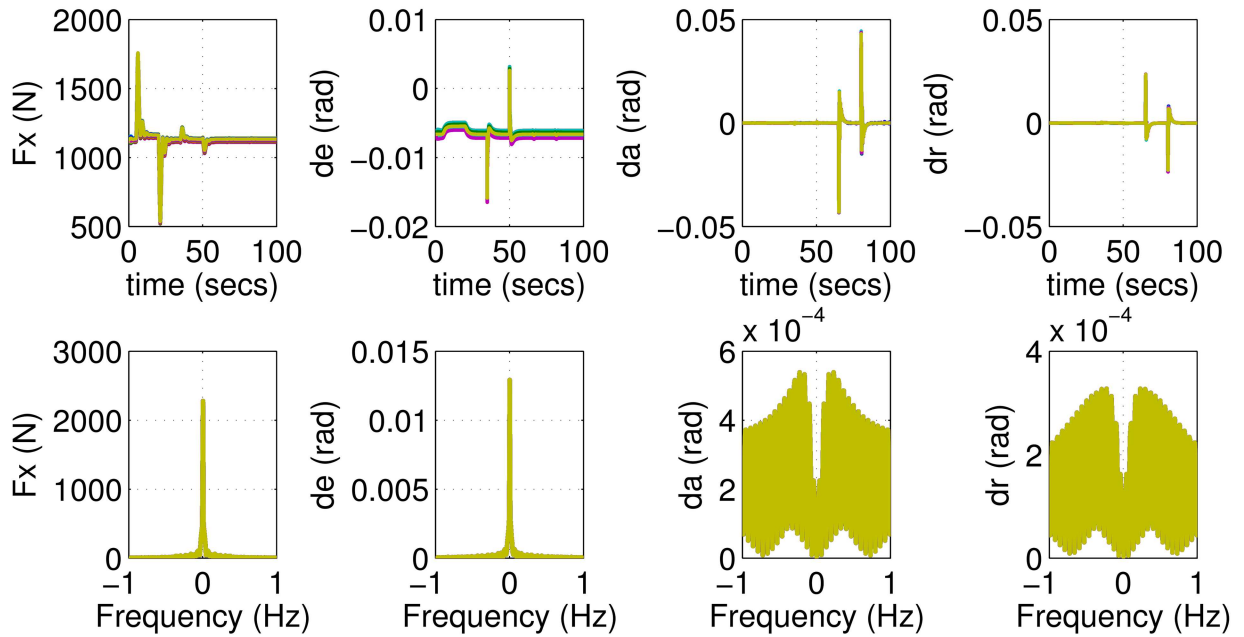 2000
1500
1000
500
Fx (N)
0 50 100
time (secs)
0.01
0
−0.01
−0.02
de (rad)
0 50 100
time (secs)
0.05
0
−0.05
da (rad)
0 50 100
time (secs)
0.05
0
−0.05
dr (rad)
0 50 100
time (secs)
3000
2000
1000
0
Fx (N)
−1 0 1
Frequency (Hz)
0.015
0.01
0.005
0
de (rad)
−1 0 1
Frequency (Hz)
x 10−4
6
4
2
0
da (rad)
−1 0 1
Frequency (Hz)
x 10−4
4
2
0
dr (rad)
−1 0 1
Frequency (Hz)